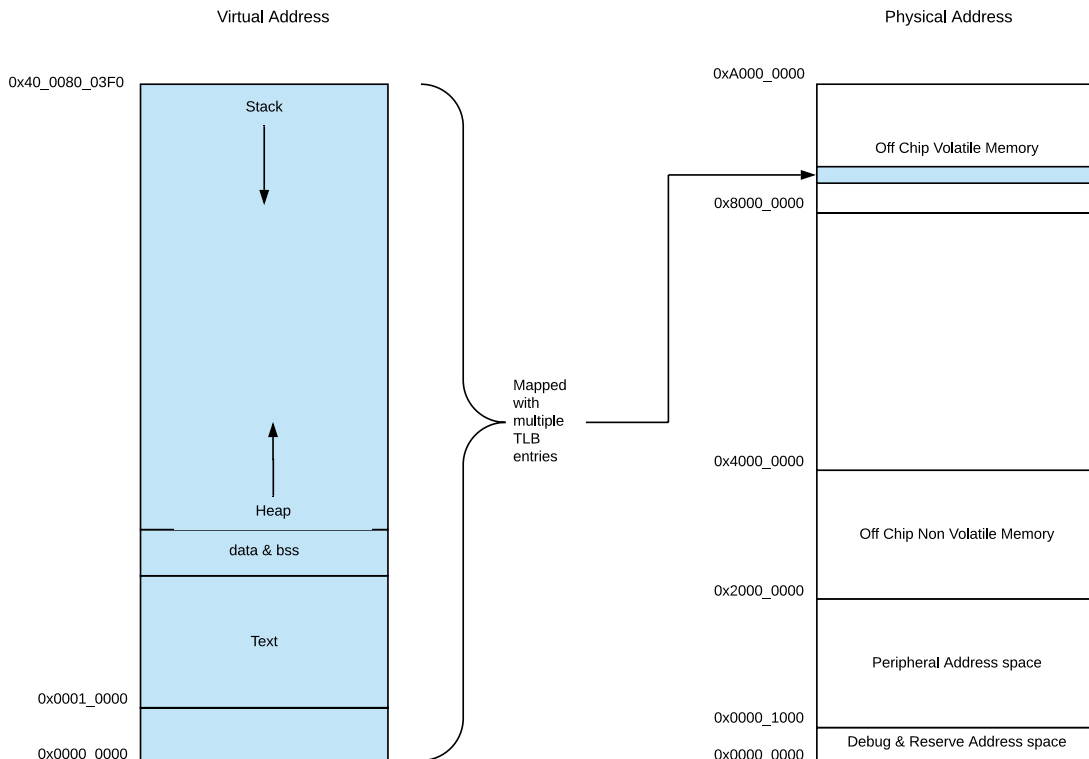 Virtual Address
Physical Address
0x40_0080_03F0
Stack
Heap
data & bss
Text
0x0001_0000
0x0000_0000
Mapped
with
multiple
TLB
entries
0xA000_0000
Off Chip Volatile Memory
0x8000_0000
0x4000_0000
Off Chip Non Volatile Memory
0x2000_0000
Peripheral Address space
0x0000_1000
Debug & Reserve Address space
0x0000_0000